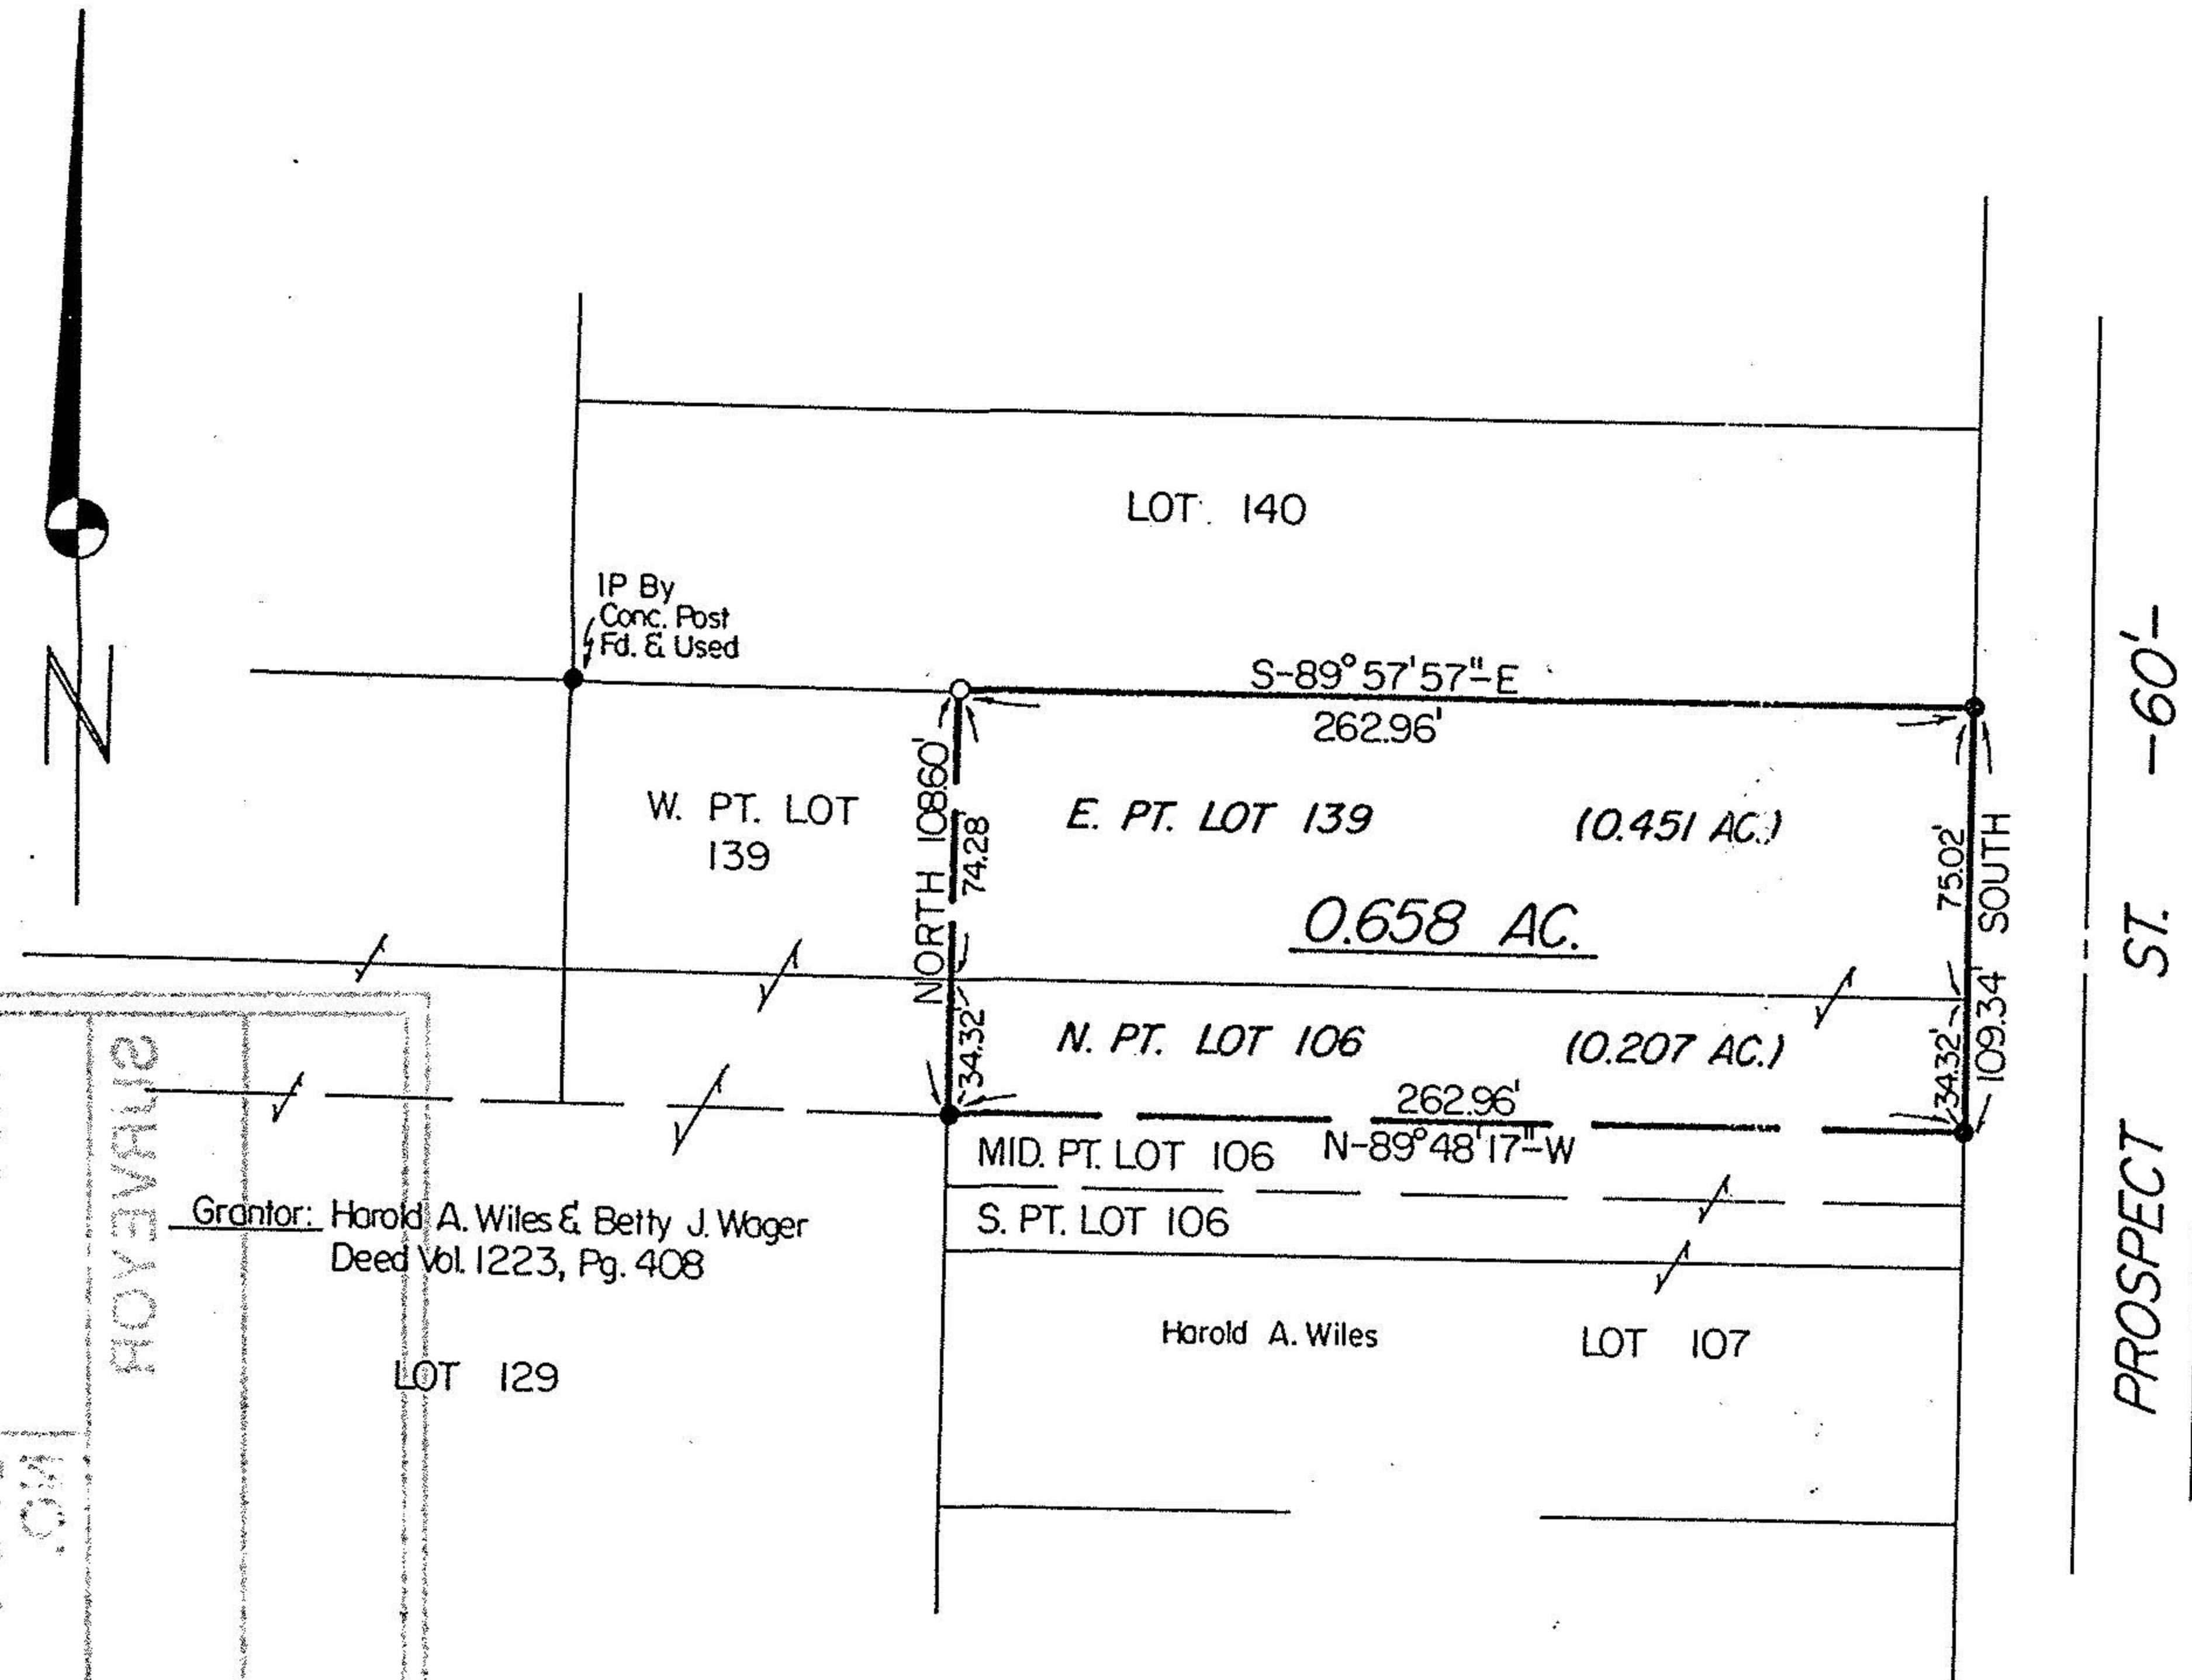 LOT 140
IP By
Conc. Post
Fd. & Used
N
S-89°57'57"-E
262.96'
W. PT. LOT
139
NORTH 108.60'
74.28'
E. PT. LOT 139
(0.451 AC.)
75.02'
109.34' SOUTH
0.658 AC.
34.32'
N. PT. LOT 106
(0.207 AC.)
34.32'
262.96'
N-89°48'17"-W
MID. PT. LOT 106
S. PT. LOT 106
Grantor: Harold A. Wiles & Betty J. Wager
Deed Vol. 1223, Pg. 408
Harold A. Wiles
LOT 107
LOT 129
PROSPECT ST. -60'-
SURVEYOR